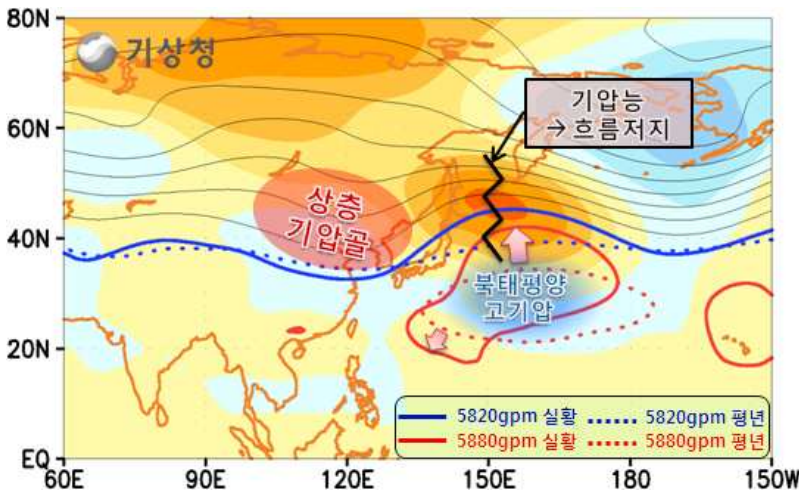 80N
기상청
기압능
→ 흐름저지
60N
상층
기압골
40N
북태평양
고기압
20N
5820gpm 실황 5820gpm 평년
5880gpm 실황 5880gpm 평년
EQ
60E 90E 120E 150E 180 150W